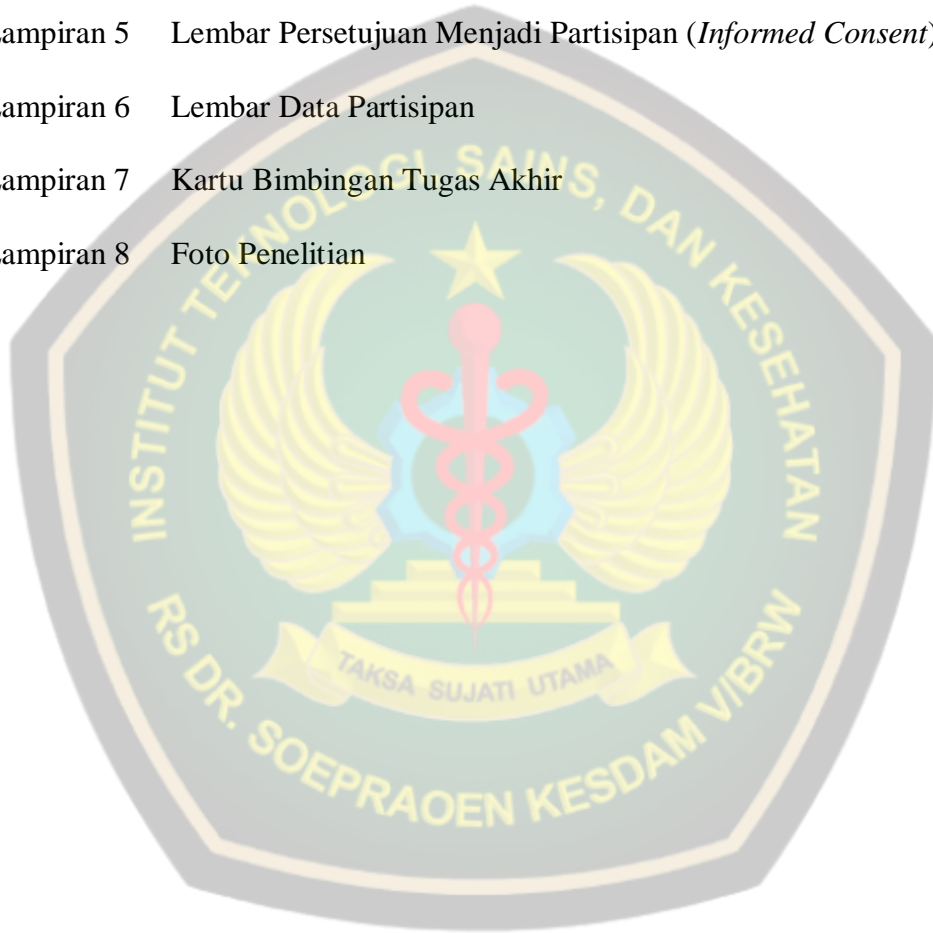 ampiran 5 Lembar Persetujuan Menjadi Partisipan (Informed Consent)
ampiran 6 Lembar Data Partisipan
ampiran 7 Kartu Bimbingan Tugas Akhir
ampiran 8 Foto Penelitian
INSTITUT TEKNOLOGI, SAINS, DAN KESEHATAN
TAKSA SUJATI UTAMA
RS DR. SOEPRAOEN KESDAM V/BRW